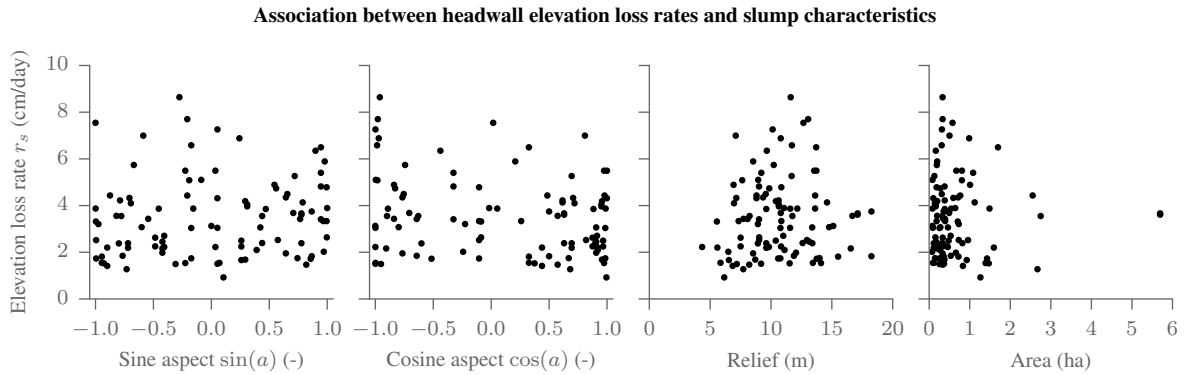 Association between headwall elevation loss rates and slump characteristics
Elevation loss rate r_s (cm/day)
10
8
6
4
2
0
−1.0 −0.5 0.0 0.5 1.0
Sine aspect sin(a) (-)
−1.0 −0.5 0.0 0.5 1.0
Cosine aspect cos(a) (-)
0 5 10 15 20
Relief (m)
0 1 2 3 4 5 6
Area (ha)